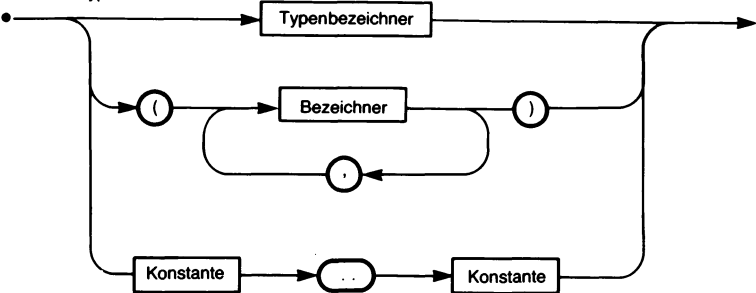 Typenbezeichner
( Bezeichner )
,
Konstante .. Konstante